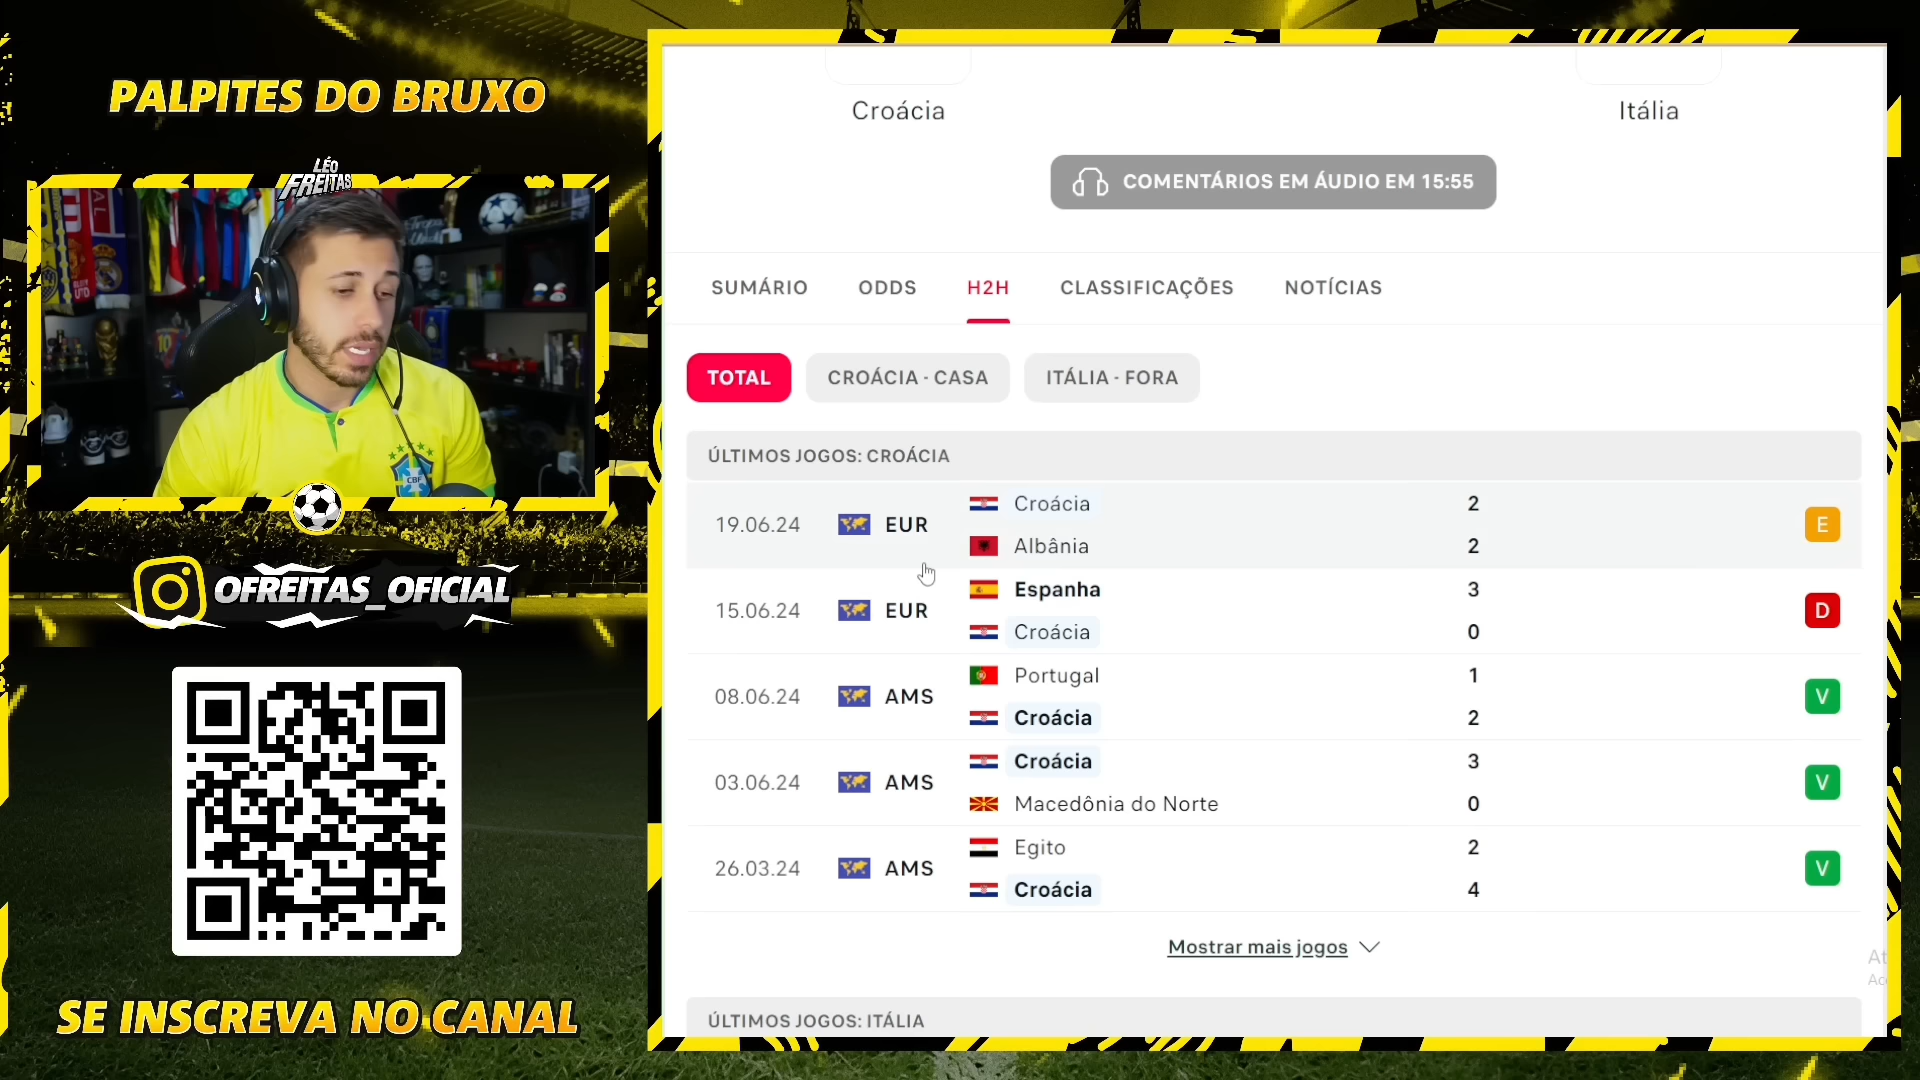 PALPITES DO BRUXO
LÉO
FREITAS
CBF
OFREITAS_OFICIAL
SE INSCREVA NO CANAL
Croácia
Itália
COMENTÁRIOS EM ÁUDIO EM 15:55
SUMÁRIO ODDS H2H CLASSIFICAÇÕES NOTÍCIAS
TOTAL CROÁCIA - CASA ITÁLIA - FORA
ÚLTIMOS JOGOS: CROÁCIA
19.06.24 EUR Croácia 2 E
Albânia 2
15.06.24 EUR Espanha 3 D
Croácia 0
08.06.24 AMS Portugal 1 V
Croácia 2
03.06.24 AMS Croácia 3 V
Macedônia do Norte 0
26.03.24 AMS Egito 2 V
Croácia 4
Mostrar mais jogos
ÚLTIMOS JOGOS: ITÁLIA